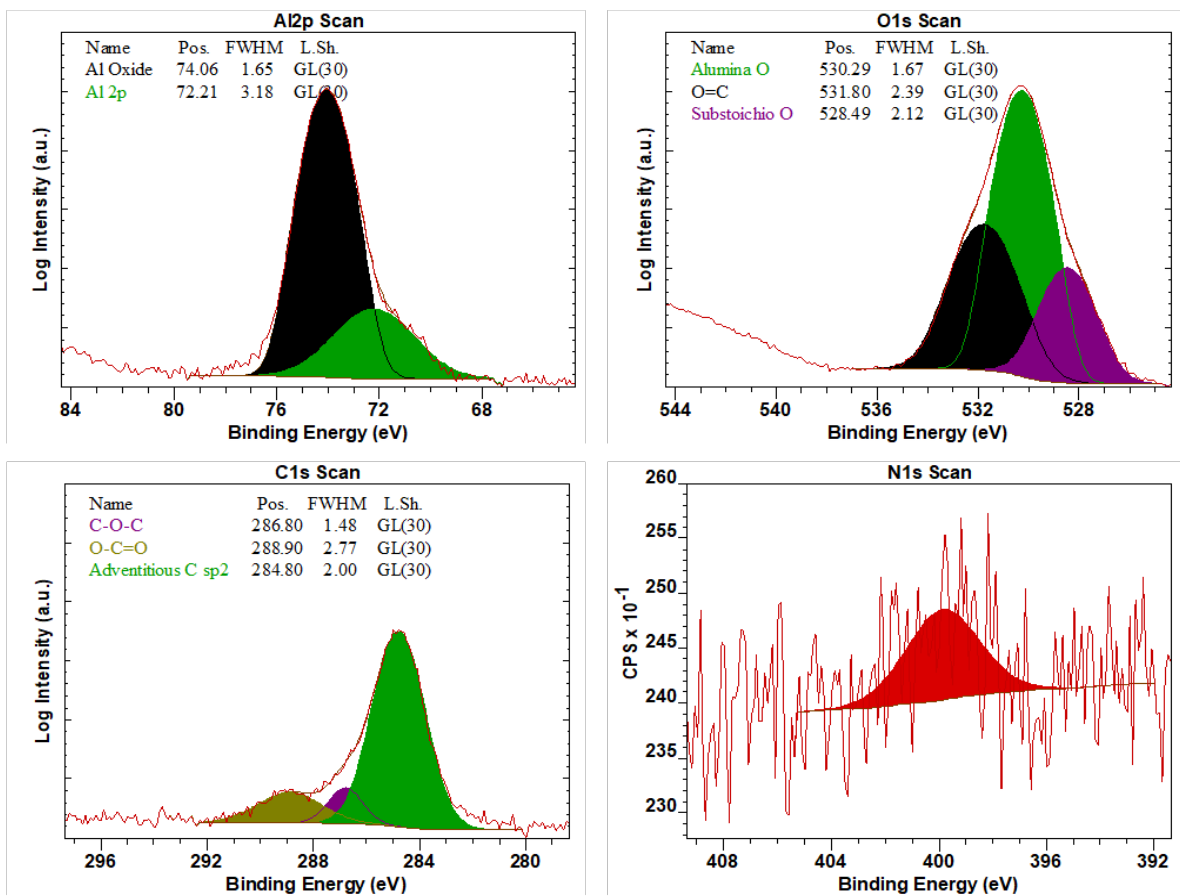 Al2p Scan
Name Pos. FWHM L.Sh.
Al Oxide 74.06 1.65 GL(30)
Al 2p 72.21 3.18 GL(30)
Log Intensity (a.u.)
84 80 76 72 68
Binding Energy (eV)
O1s Scan
Name Pos. FWHM L.Sh.
Alumina O 530.29 1.67 GL(30)
O=C 531.80 2.39 GL(30)
Substoichio O 528.49 2.12 GL(30)
Log Intensity (a.u.)
544 540 536 532 528
Binding Energy (eV)
C1s Scan
Name Pos. FWHM L.Sh.
C-O-C 286.80 1.48 GL(30)
O-C=O 288.90 2.77 GL(30)
Adventitious C sp2 284.80 2.00 GL(30)
Log Intensity (a.u.)
296 292 288 284 280
Binding Energy (eV)
N1s Scan
260
255
250
245
240
235
230
CPS x 10⁻¹
408 404 400 396 392
Binding Energy (eV)